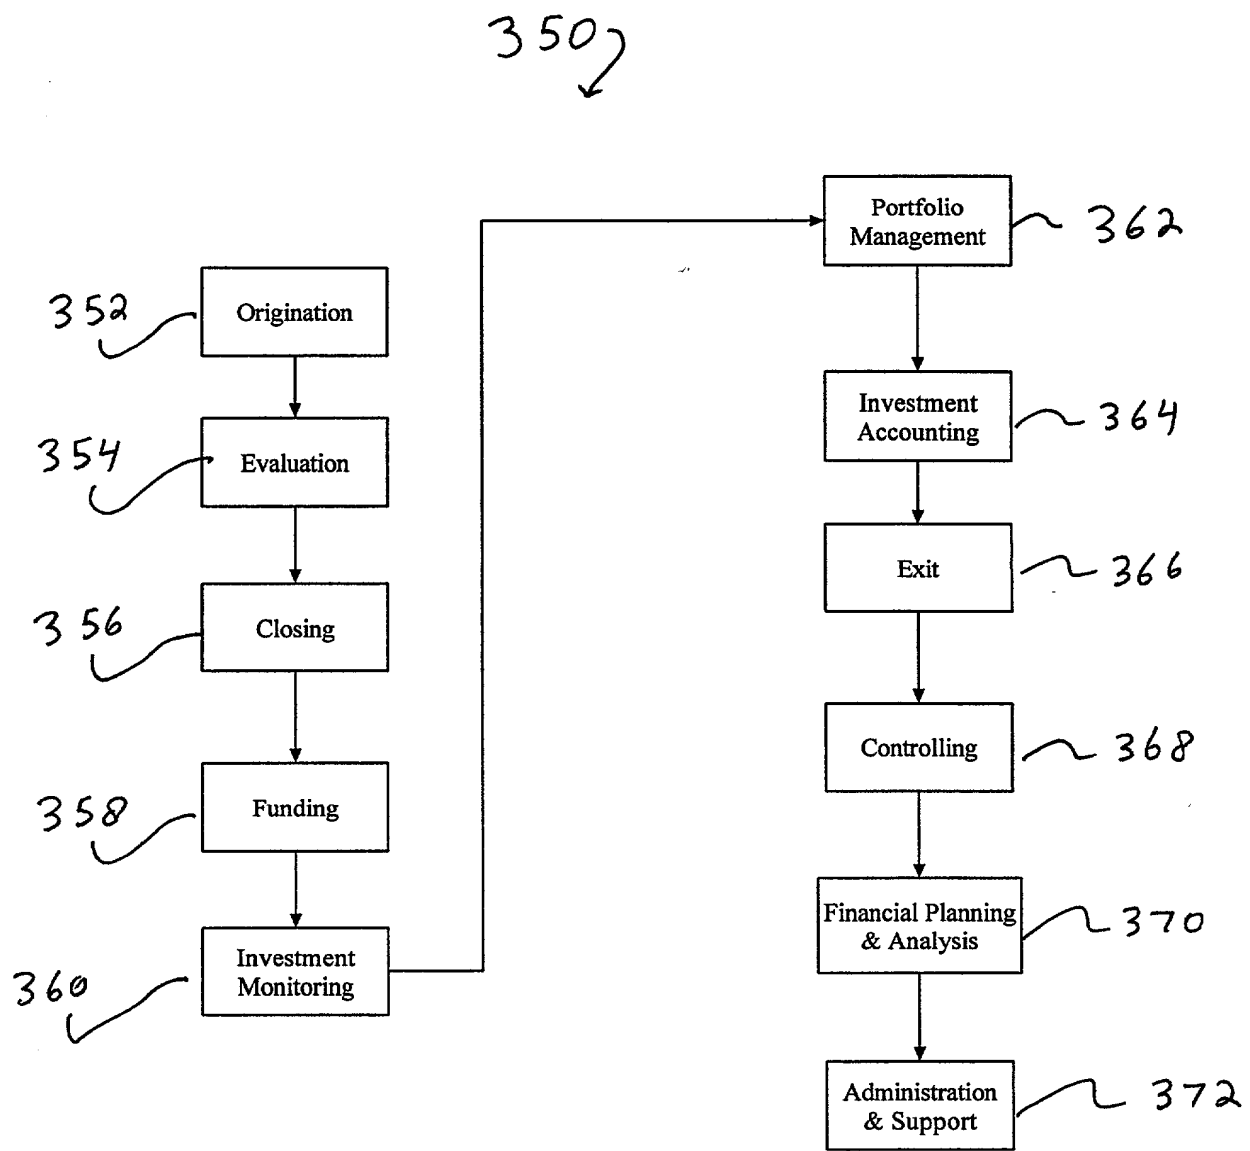 350
352
Origination
354
Evaluation
356
Closing
358
Funding
360
Investment
Monitoring
Portfolio
Management
362
Investment
Accounting
364
Exit
366
Controlling
368
Financial Planning
& Analysis
370
Administration
& Support
372